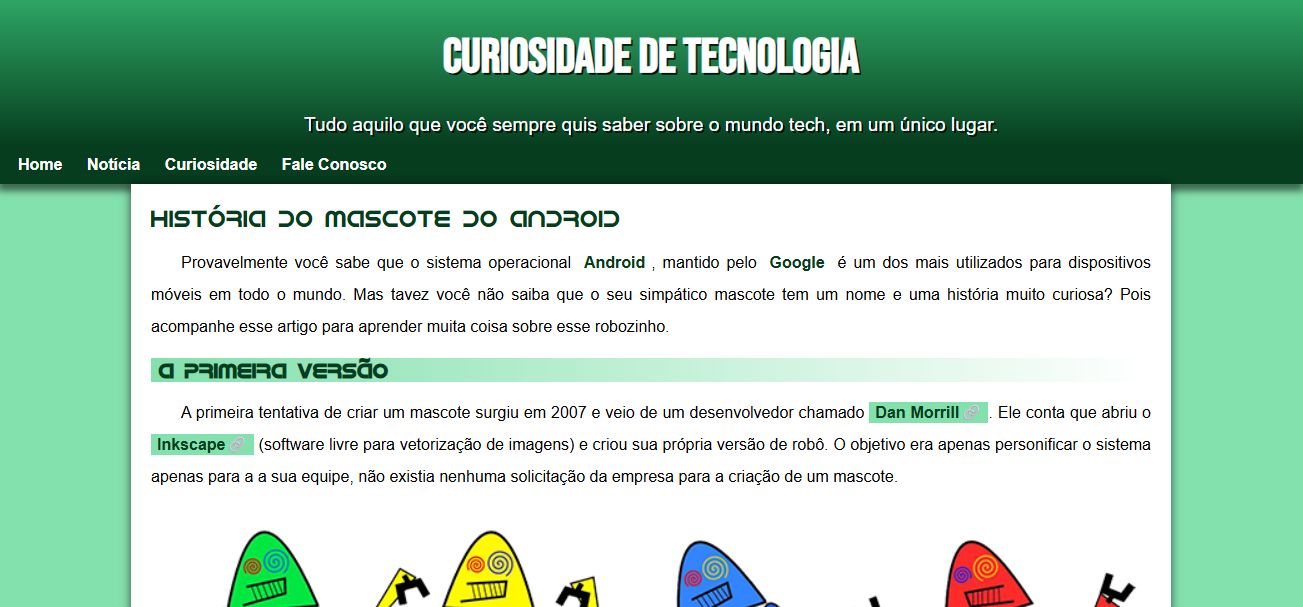 CURIOSIDADE DE TECNOLOGIA
Tudo aquilo que você sempre quis saber sobre o mundo tech, em um único lugar.
Home Notícia Curiosidade Fale Conosco
História do Mascote do Android
Provavelmente você sabe que o sistema operacional Android , mantido pelo Google é um dos mais utilizados para dispositivos
móveis em todo o mundo. Mas tavez você não saiba que o seu simpático mascote tem um nome e uma história muito curiosa? Pois
acompanhe esse artigo para aprender muita coisa sobre esse robozinho.
A primeira versão
A primeira tentativa de criar um mascote surgiu em 2007 e veio de um desenvolvedor chamado Dan Morrill . Ele conta que abriu o
Inkscape (software livre para vetorização de imagens) e criou sua própria versão de robô. O objetivo era apenas personificar o sistema
apenas para a a sua equipe, não existia nenhuma solicitação da empresa para a criação de um mascote.